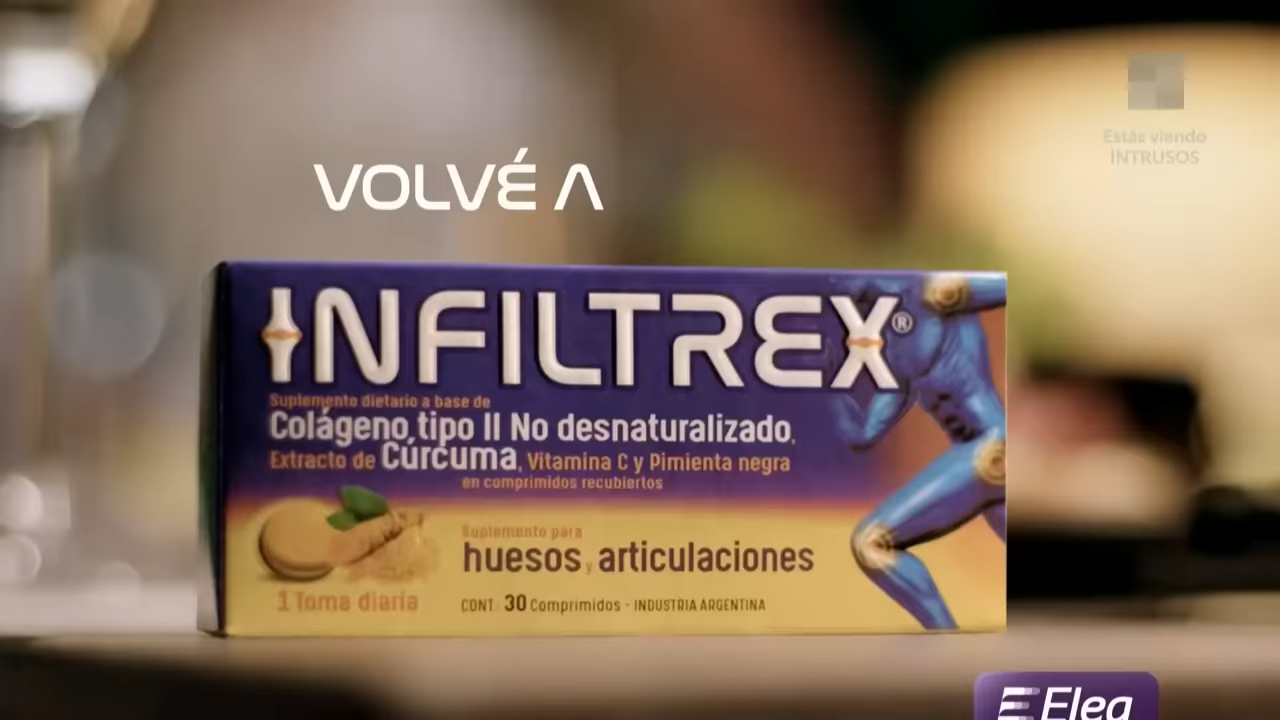 Estás viendo
INTRUSOS
VOLVÉ A
INFILTREX®
Suplemento dietario a base de
Colágeno tipo II No desnaturalizado,
Extracto de Cúrcuma, Vitamina C y Pimienta negra
en comprimidos recubiertos
Suplemento para
huesos y articulaciones
1 Toma diaria
CONT: 30 Comprimidos - INDUSTRIA ARGENTINA
Elea